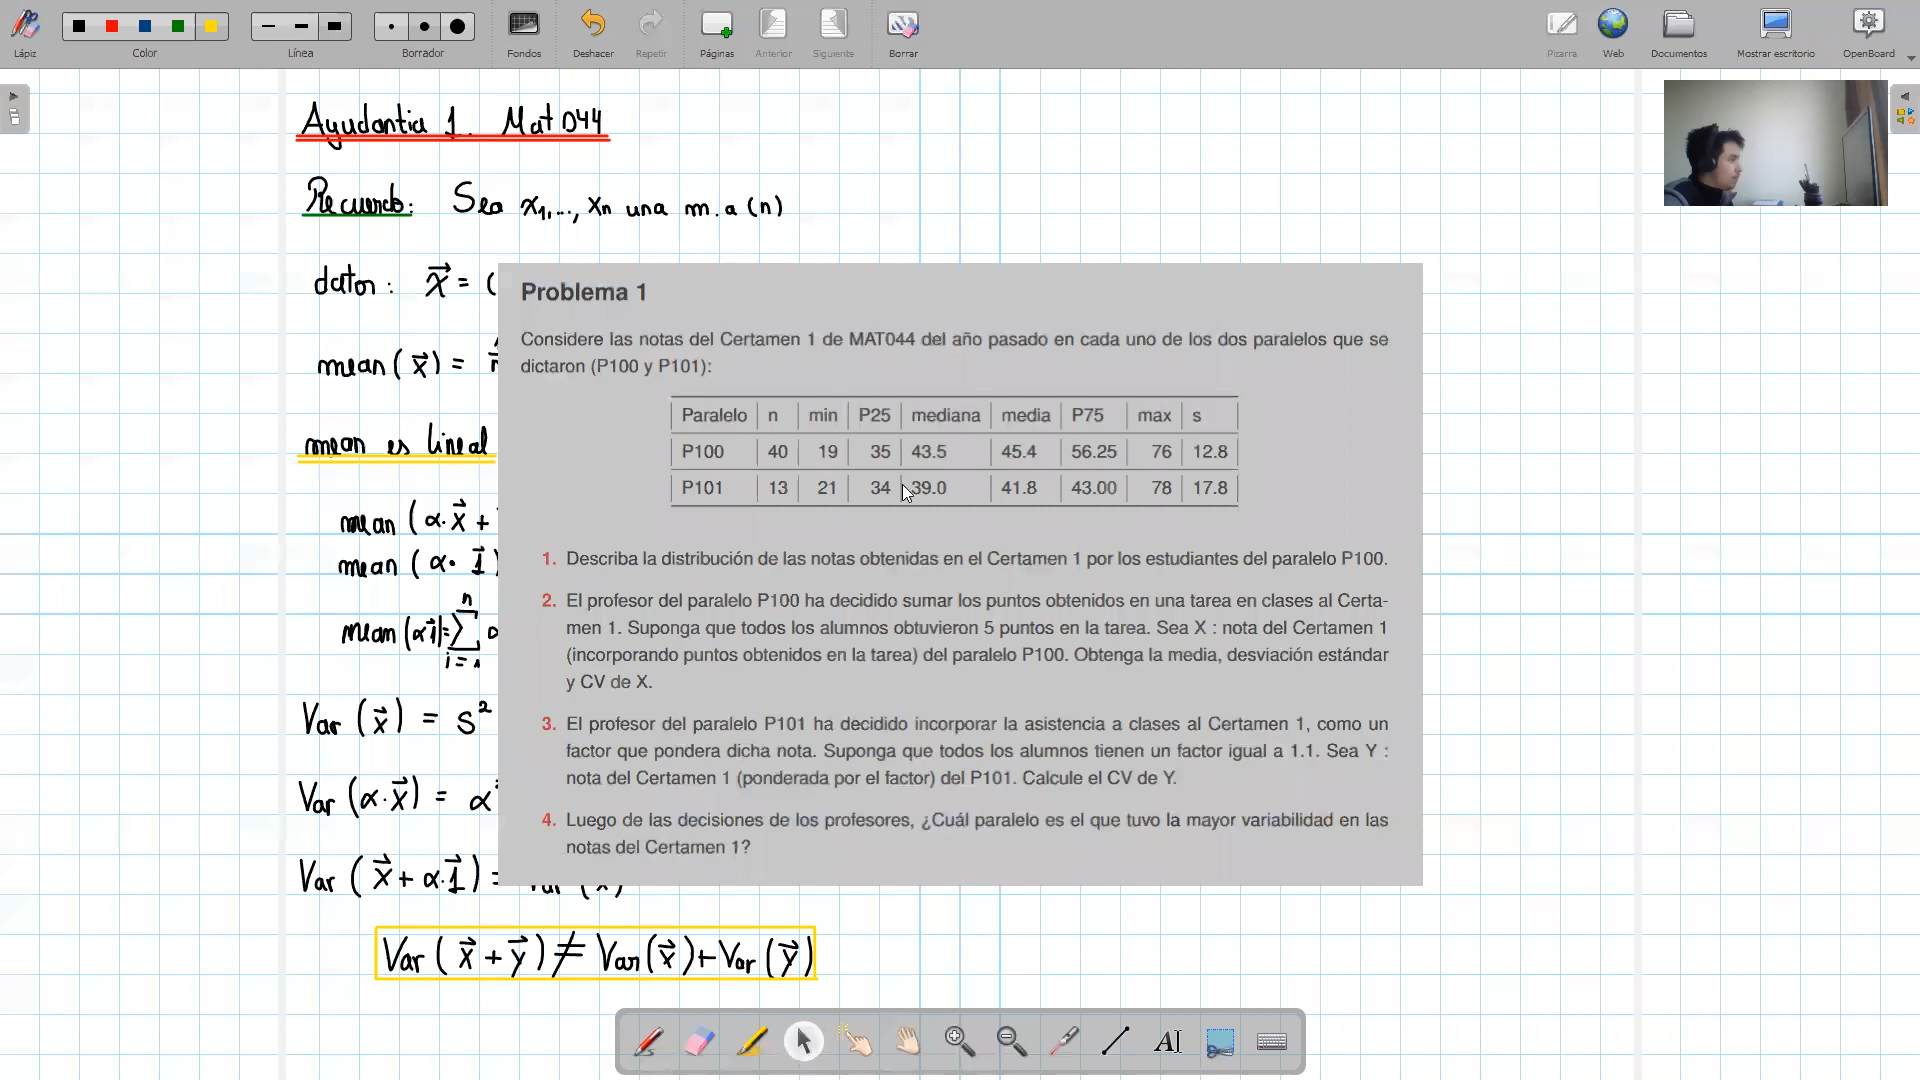 Lápiz
Color
Línea
Borrador
Fondos
Deshacer
Repetir
Páginas
Anterior
Siguiente
Borrar
Pizarra
Web
Documentos
Mostrar escritorio
OpenBoard
Ayudantia 1. Mat 044
Recuerdo: Sea x1,..., xn una m.a (n)
datos: x⃗ = (
mean ( x⃗ ) =
mean es lineal
mean ( α·x⃗ +
mean ( α· 1⃗ )
mean (α1⃗)= n∑i=1
Var ( x⃗ ) = S²
Var (α·x⃗) = α²
Var ( x⃗ + α·1⃗ ) = Var (x⃗)
Var ( x⃗ + y⃗ ) ≠ Var(x⃗)+Var(y⃗)
Problema 1
Considere las notas del Certamen 1 de MAT044 del año pasado en cada uno de los dos paralelos que se
dictaron (P100 y P101):
Paralelo n min P25 mediana media P75 max s
P100 40 19 35 43.5 45.4 56.25 76 12.8
P101 13 21 34 39.0 41.8 43.00 78 17.8
1. Describa la distribución de las notas obtenidas en el Certamen 1 por los estudiantes del paralelo P100.
2. El profesor del paralelo P100 ha decidido sumar los puntos obtenidos en una tarea en clases al Certa-
men 1. Suponga que todos los alumnos obtuvieron 5 puntos en la tarea. Sea X : nota del Certamen 1
(incorporando puntos obtenidos en la tarea) del paralelo P100. Obtenga la media, desviación estándar
y CV de X.
3. El profesor del paralelo P101 ha decidido incorporar la asistencia a clases al Certamen 1, como un
factor que pondera dicha nota. Suponga que todos los alumnos tienen un factor igual a 1.1. Sea Y :
nota del Certamen 1 (ponderada por el factor) del P101. Calcule el CV de Y.
4. Luego de las decisiones de los profesores, ¿Cuál paralelo es el que tuvo la mayor variabilidad en las
notas del Certamen 1?